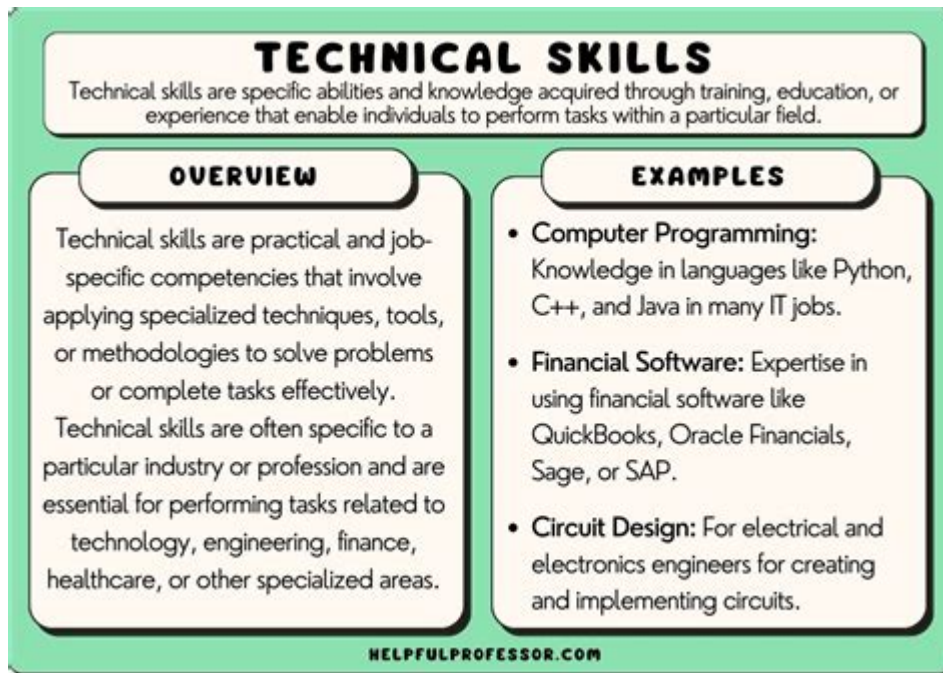 TECHNICAL SKILLS
Technical skills are specific abilities and knowledge acquired through training, education, or
experience that enable individuals to perform tasks within a particular field.
OVERVIEW
Technical skills are practical and job-
specific competencies that involve
applying specialized techniques, tools,
or methodologies to solve problems
or complete tasks effectively.
Technical skills are often specific to a
particular industry or profession and are
essential for performing tasks related to
technology, engineering, finance,
healthcare, or other specialized areas.
EXAMPLES
• Computer Programming:
Knowledge in languages like Python,
C++, and Java in many IT jobs.
• Financial Software: Expertise in
using financial software like
QuickBooks, Oracle Financials,
Sage, or SAP.
• Circuit Design: For electrical and
electronics engineers for creating
and implementing circuits.
HELPFULPROFESSOR.COM